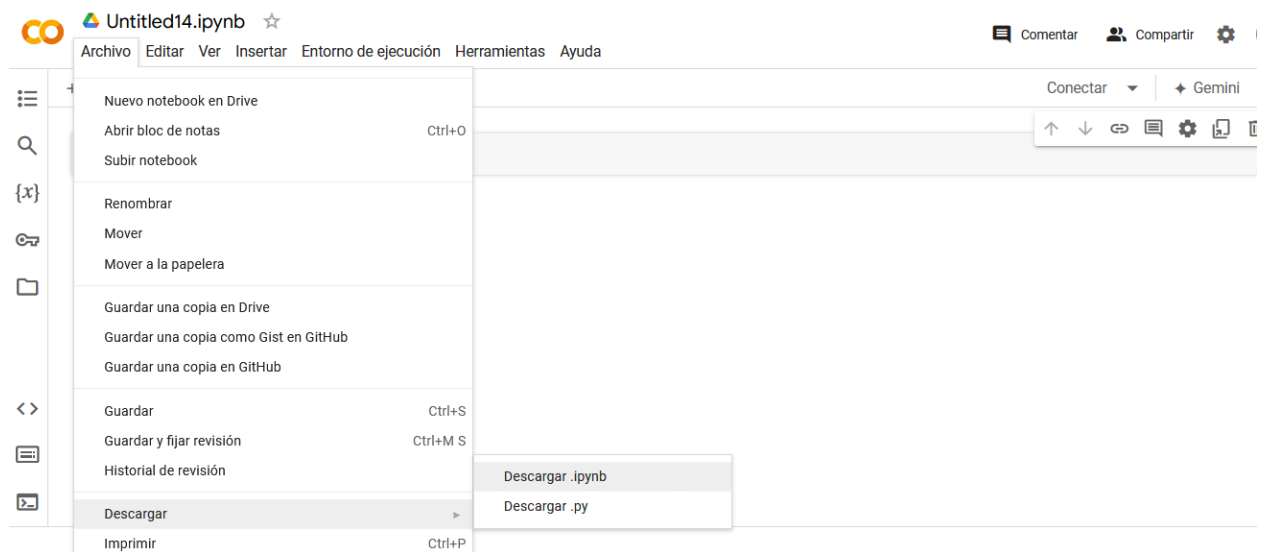 Untitled14.ipynb
Archivo Editar Ver Insertar Entorno de ejecución Herramientas Ayuda
Comentar Compartir
+
Conectar Gemini
Nuevo notebook en Drive
Abrir bloc de notas Ctrl+O
Subir notebook
{x}
Renombrar
Mover
Mover a la papelera
Guardar una copia en Drive
Guardar una copia como Gist en GitHub
Guardar una copia en GitHub
Guardar Ctrl+S
Guardar y fijar revisión Ctrl+M S
Historial de revisión
Descargar
Descargar .ipynb
Descargar .py
Imprimir Ctrl+P